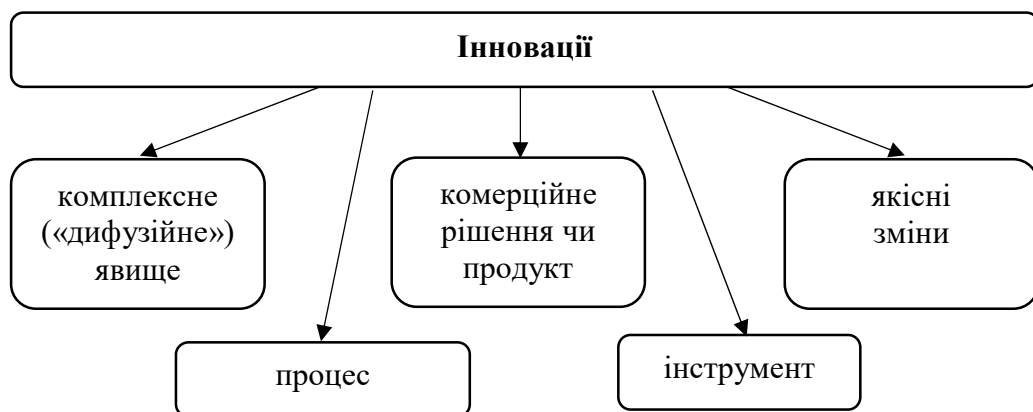 Інновації
комплексне
(«дифузійне»)
явище
комерційне
рішення чи
продукт
якісні
зміни
процес
інструмент